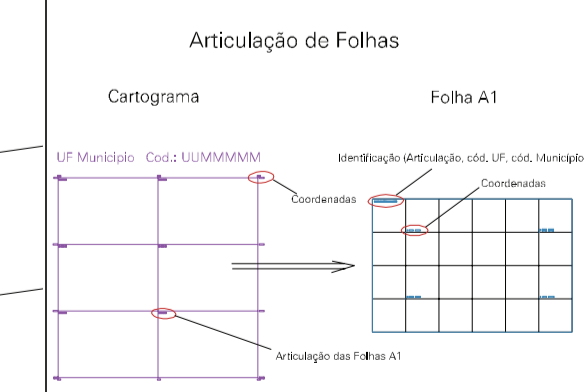 Articulação de Folhas
Cartograma
Folha A1
UF Municipio Cod.: UUMMMMM
Identificação (Articulação, cód. UF, cód. Município
Coordenadas
Coordenadas
Articulação das Folhas A1